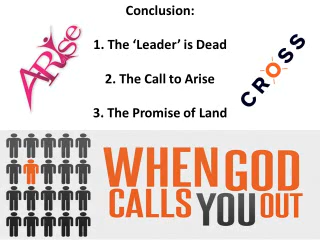 Conclusion:
ARise
1. The ‘Leader’ is Dead
CROSS
2. The Call to Arise
3. The Promise of Land
WHEN GOD
CALLS YOU OUT